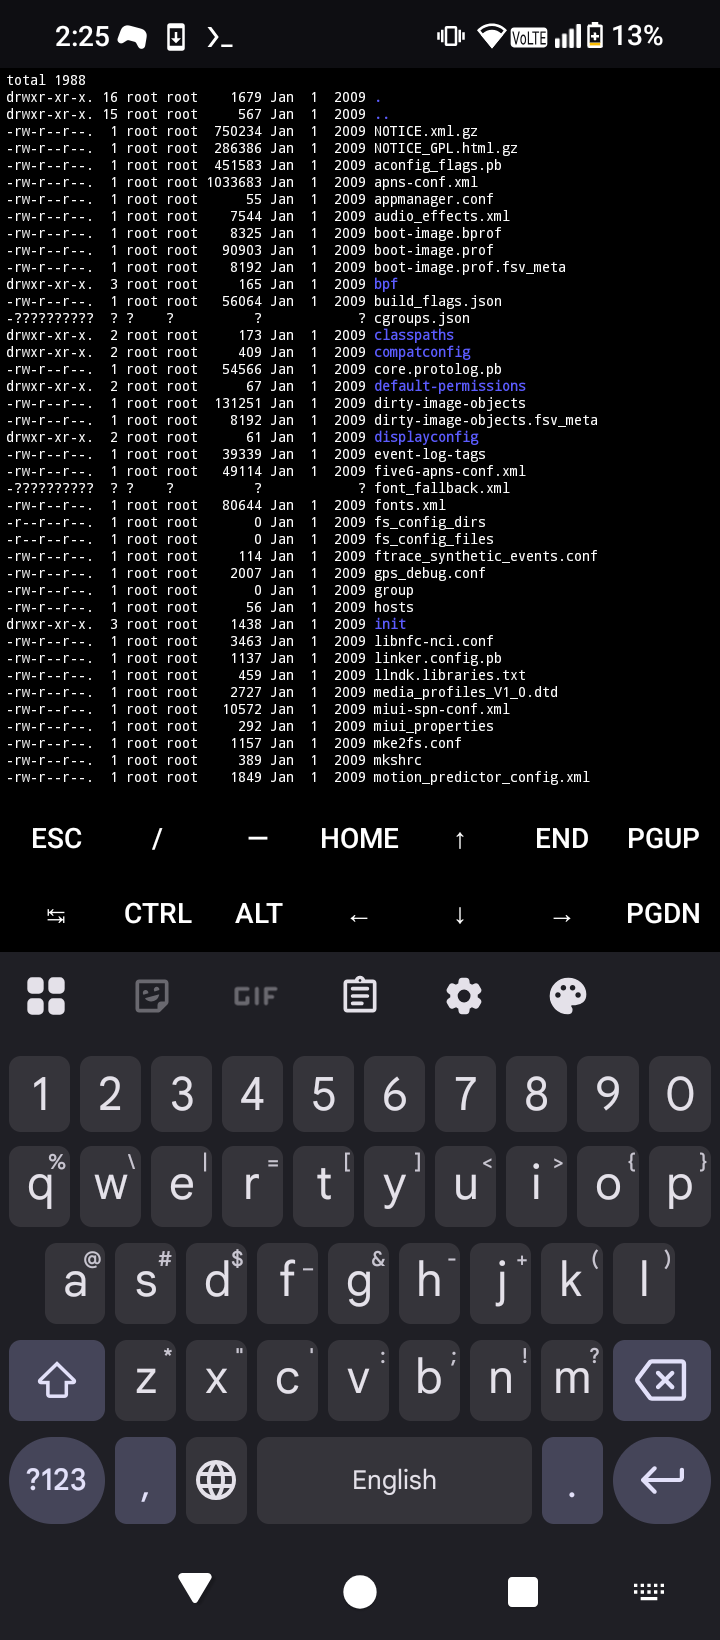 2:25 VoLTE 13%
total 1988
drwxr-xr-x. 16 root root    1679 Jan  1  2009 .
drwxr-xr-x. 15 root root     567 Jan  1  2009 ..
-rw-r--r--.  1 root root  750234 Jan  1  2009 NOTICE.xml.gz
-rw-r--r--.  1 root root  286386 Jan  1  2009 NOTICE_GPL.html.gz
-rw-r--r--.  1 root root  451583 Jan  1  2009 aconfig_flags.pb
-rw-r--r--.  1 root root 1033683 Jan  1  2009 apns-conf.xml
-rw-r--r--.  1 root root      55 Jan  1  2009 appmanager.conf
-rw-r--r--.  1 root root    7544 Jan  1  2009 audio_effects.xml
-rw-r--r--.  1 root root    8325 Jan  1  2009 boot-image.bprof
-rw-r--r--.  1 root root   90903 Jan  1  2009 boot-image.prof
-rw-r--r--.  1 root root    8192 Jan  1  2009 boot-image.prof.fsv_meta
drwxr-xr-x.  3 root root     165 Jan  1  2009 bpf
-rw-r--r--.  1 root root   56064 Jan  1  2009 build_flags.json
-??????????  ? ?    ?          ?            ? cgroups.json
drwxr-xr-x.  2 root root     173 Jan  1  2009 classpaths
drwxr-xr-x.  2 root root     409 Jan  1  2009 compatconfig
-rw-r--r--.  1 root root   54566 Jan  1  2009 core.protolog.pb
drwxr-xr-x.  2 root root      67 Jan  1  2009 default-permissions
-rw-r--r--.  1 root root  131251 Jan  1  2009 dirty-image-objects
-rw-r--r--.  1 root root    8192 Jan  1  2009 dirty-image-objects.fsv_meta
drwxr-xr-x.  2 root root      61 Jan  1  2009 displayconfig
-rw-r--r--.  1 root root   39339 Jan  1  2009 event-log-tags
-rw-r--r--.  1 root root   49114 Jan  1  2009 fiveG-apns-conf.xml
-??????????  ? ?    ?          ?            ? font_fallback.xml
-rw-r--r--.  1 root root   80644 Jan  1  2009 fonts.xml
-r--r--r--.  1 root root       0 Jan  1  2009 fs_config_dirs
-r--r--r--.  1 root root       0 Jan  1  2009 fs_config_files
-rw-r--r--.  1 root root     114 Jan  1  2009 ftrace_synthetic_events.conf
-rw-r--r--.  1 root root    2007 Jan  1  2009 gps_debug.conf
-rw-r--r--.  1 root root       0 Jan  1  2009 group
-rw-r--r--.  1 root root      56 Jan  1  2009 hosts
drwxr-xr-x.  3 root root    1438 Jan  1  2009 init
-rw-r--r--.  1 root root    3463 Jan  1  2009 libnfc-nci.conf
-rw-r--r--.  1 root root    1137 Jan  1  2009 linker.config.pb
-rw-r--r--.  1 root root     459 Jan  1  2009 llndk.libraries.txt
-rw-r--r--.  1 root root    2727 Jan  1  2009 media_profiles_V1_0.dtd
-rw-r--r--.  1 root root   10572 Jan  1  2009 miui-spn-conf.xml
-rw-r--r--.  1 root root     292 Jan  1  2009 miui_properties
-rw-r--r--.  1 root root    1157 Jan  1  2009 mke2fs.conf
-rw-r--r--.  1 root root     389 Jan  1  2009 mkshrc
-rw-r--r--.  1 root root    1849 Jan  1  2009 motion_predictor_config.xml
ESC / — HOME ↑ END PGUP
↹ CTRL ALT ← ↓ → PGDN
GIF
1 2 3 4 5 6 7 8 9 0
q % w \ e | r = t [ y ] u < i > o { p }
a @ s # d $ f _ g & h - j + k ( l )
z * x " c ' v : b ; n ! m ?
?123 , English .